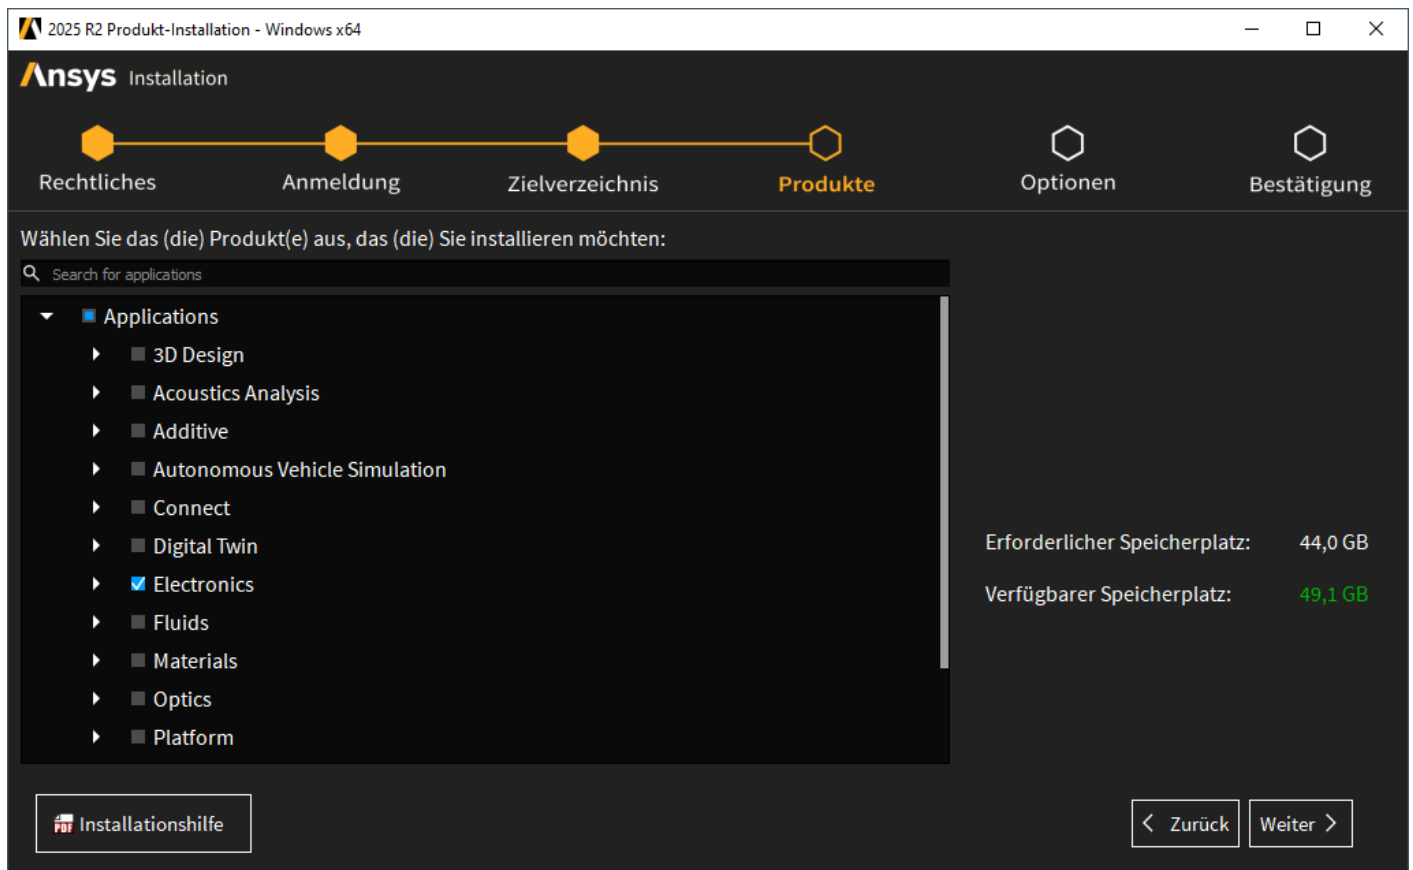 2025 R2 Produkt-Installation - Windows x64
Ansys Installation
Rechtliches Anmeldung Zielverzeichnis Produkte Optionen Bestätigung
Wählen Sie das (die) Produkt(e) aus, das (die) Sie installieren möchten:
Search for applications
Applications
3D Design
Acoustics Analysis
Additive
Autonomous Vehicle Simulation
Connect
Digital Twin
Electronics
Fluids
Materials
Optics
Platform
Erforderlicher Speicherplatz: 44,0 GB
Verfügbarer Speicherplatz: 49,1 GB
PDF Installationshilfe
Zurück
Weiter